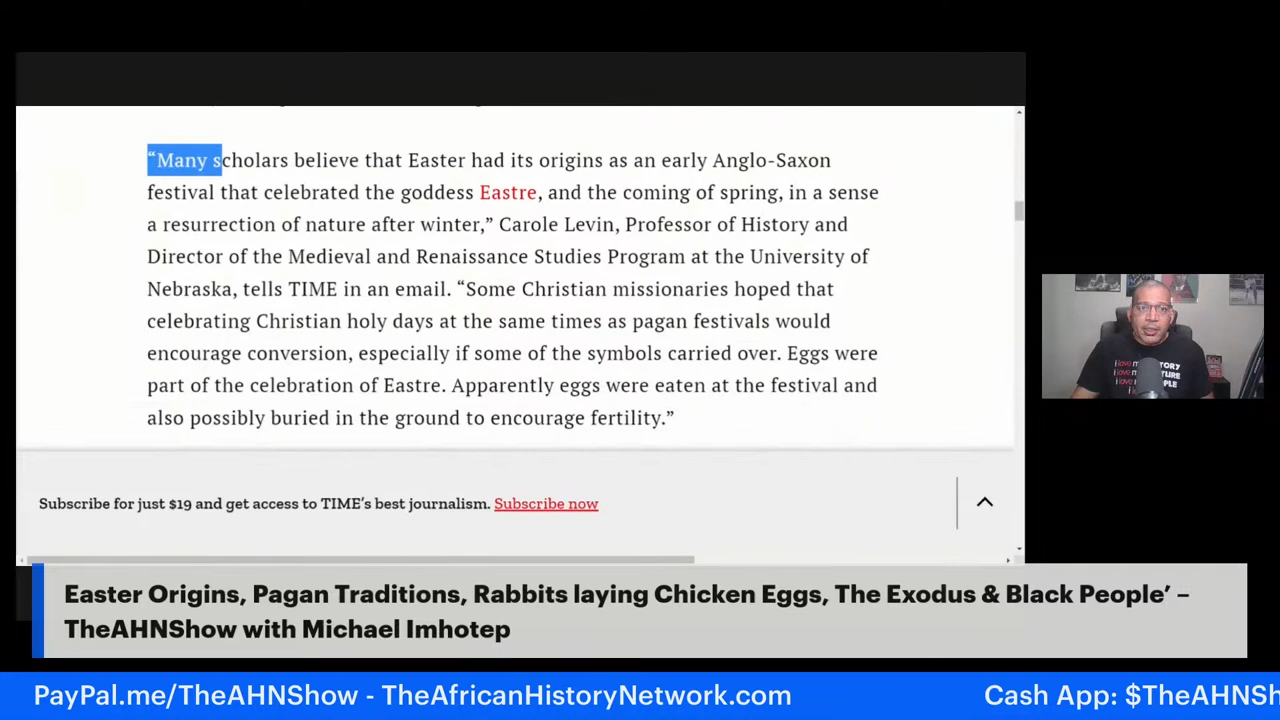 “Many scholars believe that Easter had its origins as an early Anglo-Saxon
festival that celebrated the goddess Eastre, and the coming of spring, in a sense
a resurrection of nature after winter,” Carole Levin, Professor of History and
Director of the Medieval and Renaissance Studies Program at the University of
Nebraska, tells TIME in an email. “Some Christian missionaries hoped that
celebrating Christian holy days at the same times as pagan festivals would
encourage conversion, especially if some of the symbols carried over. Eggs were
part of the celebration of Eastre. Apparently eggs were eaten at the festival and
also possibly buried in the ground to encourage fertility.”
Subscribe for just $19 and get access to TIME’s best journalism. Subscribe now
Easter Origins, Pagan Traditions, Rabbits laying Chicken Eggs, The Exodus & Black People’ –
TheAHNShow with Michael Imhotep
PayPal.me/TheAHNShow - TheAfricanHistoryNetwork.com
Cash App: $TheAHNSh